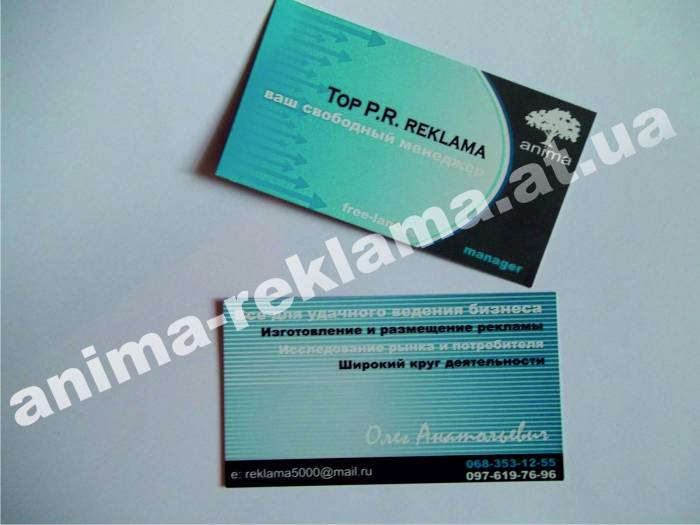 TOP P.R. REKLAMA
ваш свободный менеджер
anima
manager
anima-reklama.at.ua
для удачного ведения бизнеса
Изготовление и размещение рекламы
Исследование рынка и потребителя
Широкий круг деятельности
Олег Анатольевич
068-353-12-55
e: reklama5000@mail.ru
097-619-76-96